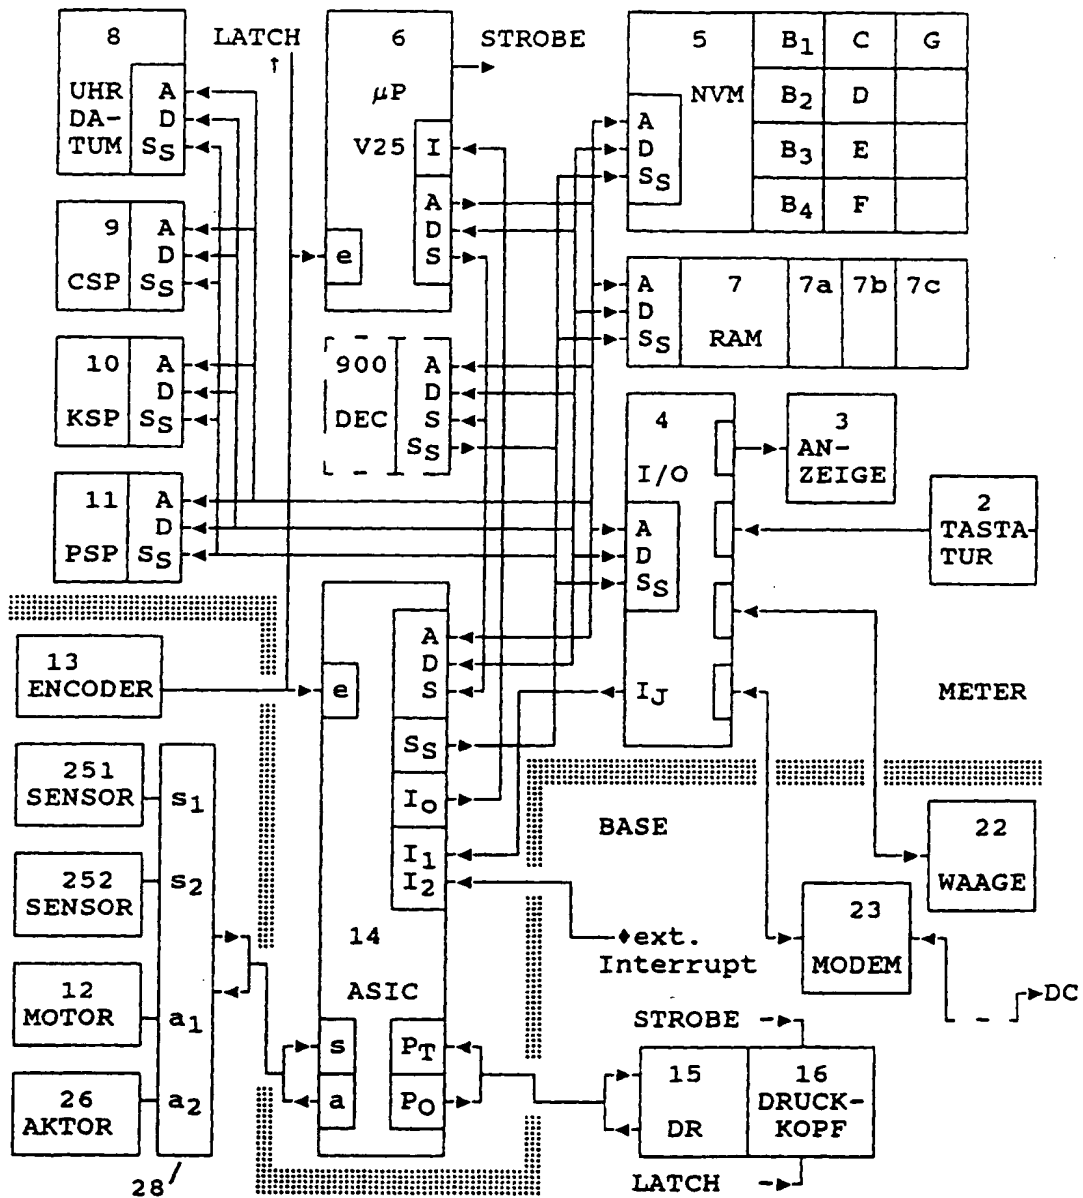 8
UHR
DA-
TUM
A
D
SS
LATCH
↑
6
µP
V25
I
A
D
S
e
STROBE
5
NVM
A
D
SS
B1 C G
B2 D
B3 E
B4 F
9
CSP
A
D
SS
A
D
SS
7
RAM
7a 7b 7c
10
KSP
A
D
SS
900
DEC
A
D
S
SS
4
I/O
A
D
SS
IJ
3
AN-
ZEIGE
2
TASTA-
TUR
11
PSP
A
D
SS
13
ENCODER
e
A
D
S
SS
IO
I1
I2
METER
251
SENSOR
s1
252
SENSOR
s2
BASE
22
WAAGE
23
MODEM
14
ASIC
ext.
Interrupt
DC
12
MOTOR
a1
26
AKTOR
a2
28
s
a
PT
PO
STROBE
15
DR
16
DRUCK-
KOPF
LATCH